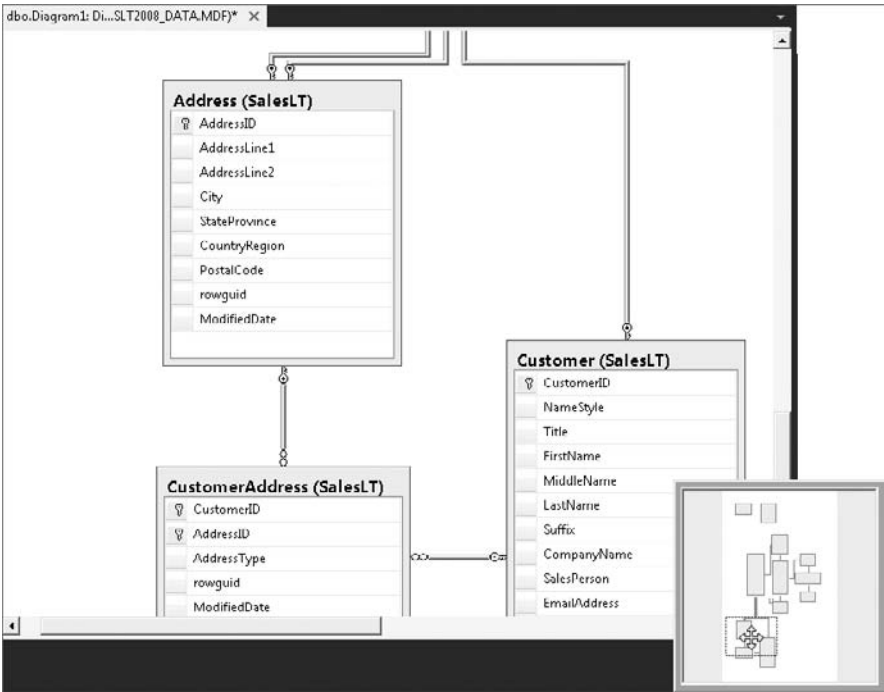 dbo.Diagram1: Di...SLT2008_DATA.MDF)*
Address (SalesLT)
AddressID
AddressLine1
AddressLine2
City
StateProvince
CountryRegion
PostalCode
rowguid
ModifiedDate
Customer (SalesLT)
CustomerID
NameStyle
Title
FirstName
MiddleName
LastName
Suffix
CompanyName
SalesPerson
EmailAddress
CustomerAddress (SalesLT)
CustomerID
AddressID
AddressType
rowguid
ModifiedDate